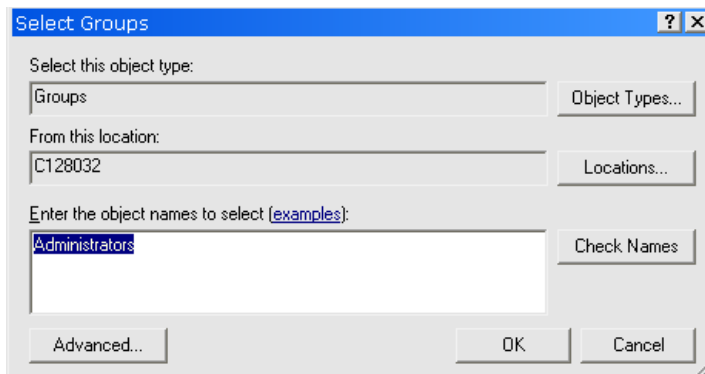 Select Groups
Select this object type:
Groups
Object Types...
From this location:
C128032
Locations...
Enter the object names to select (examples):
Administrators
Check Names
Advanced...
OK
Cancel